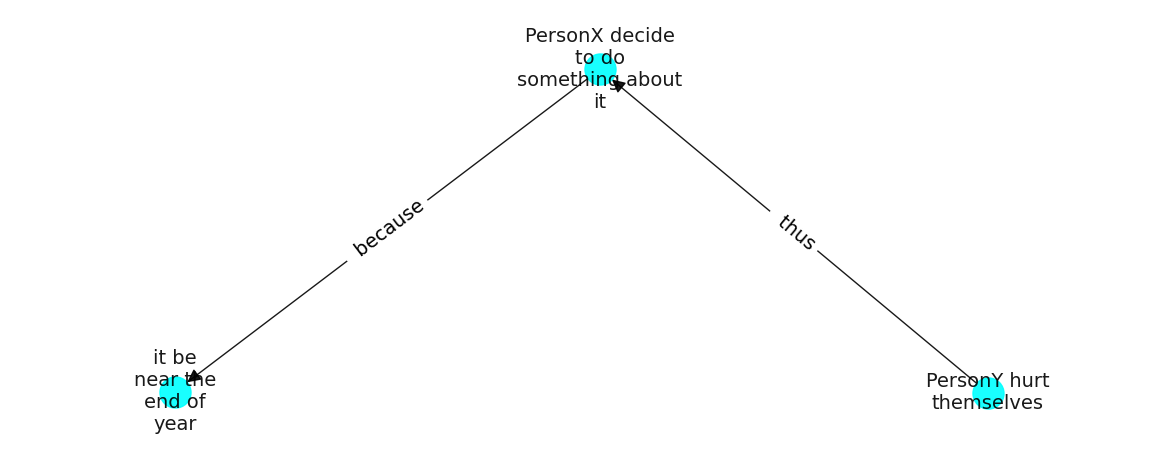 PersonX decide
to do
something about
it
because
thus
it be
near the
end of
year
PersonY hurt
themselves